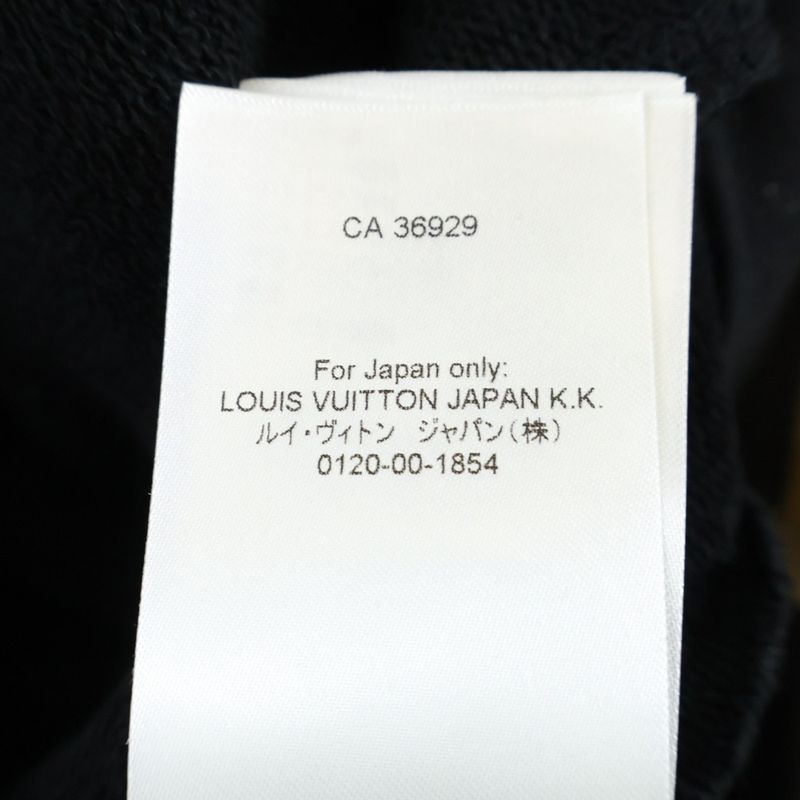 CA 36929
For Japan only:
LOUIS VUITTON JAPAN K.K.
ルイ・ヴィトン　ジャパン(株)
0120-00-1854